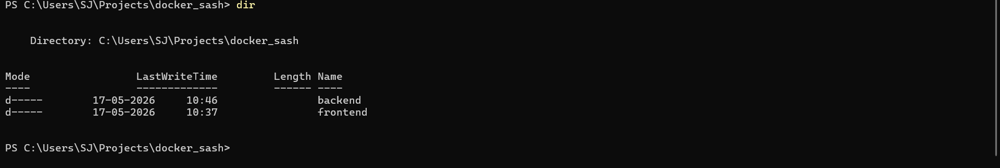 PS C:\Users\SJ\Projects\docker_sash> dir
Directory: C:\Users\SJ\Projects\docker_sash
Mode                 LastWriteTime         Length Name
----                 -------------         ------ ----
d-----        17-05-2026     10:46                backend
d-----        17-05-2026     10:37                frontend
PS C:\Users\SJ\Projects\docker_sash>